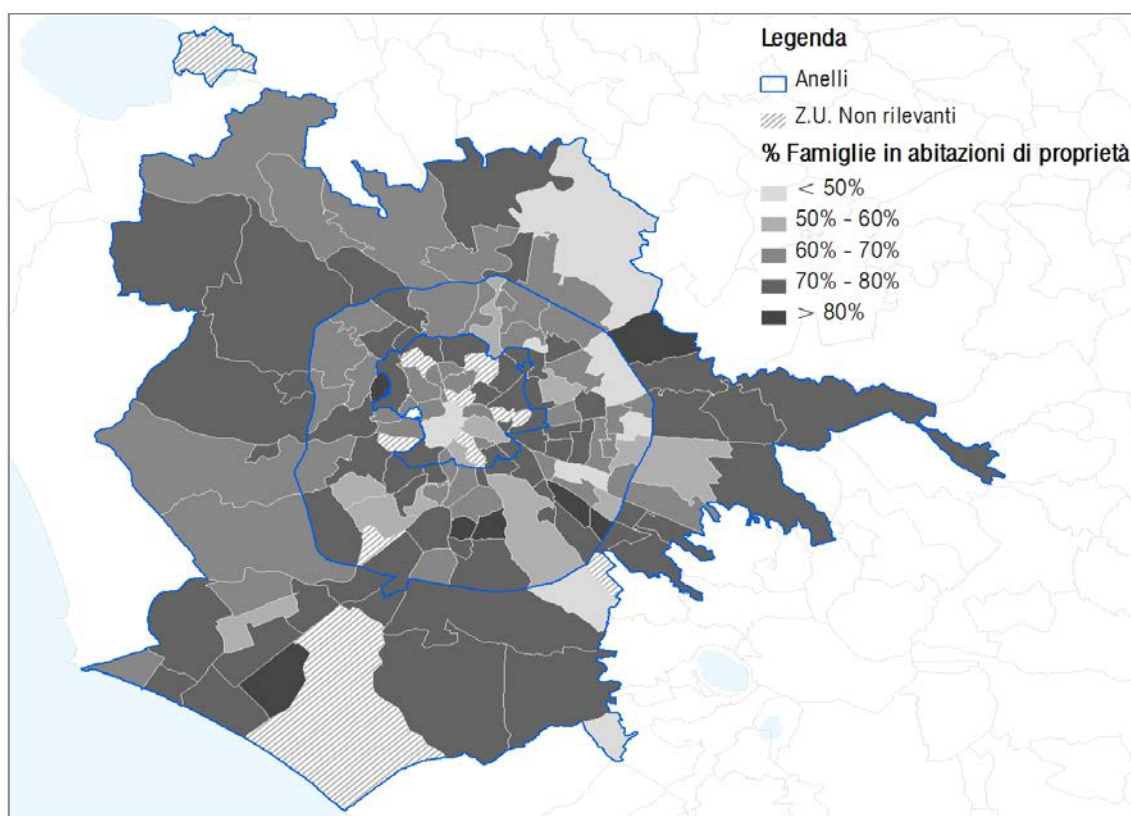 Legenda
Anelli
Z.U. Non rilevanti
% Famiglie in abitazioni di proprietà
< 50%
50% - 60%
60% - 70%
70% - 80%
> 80%